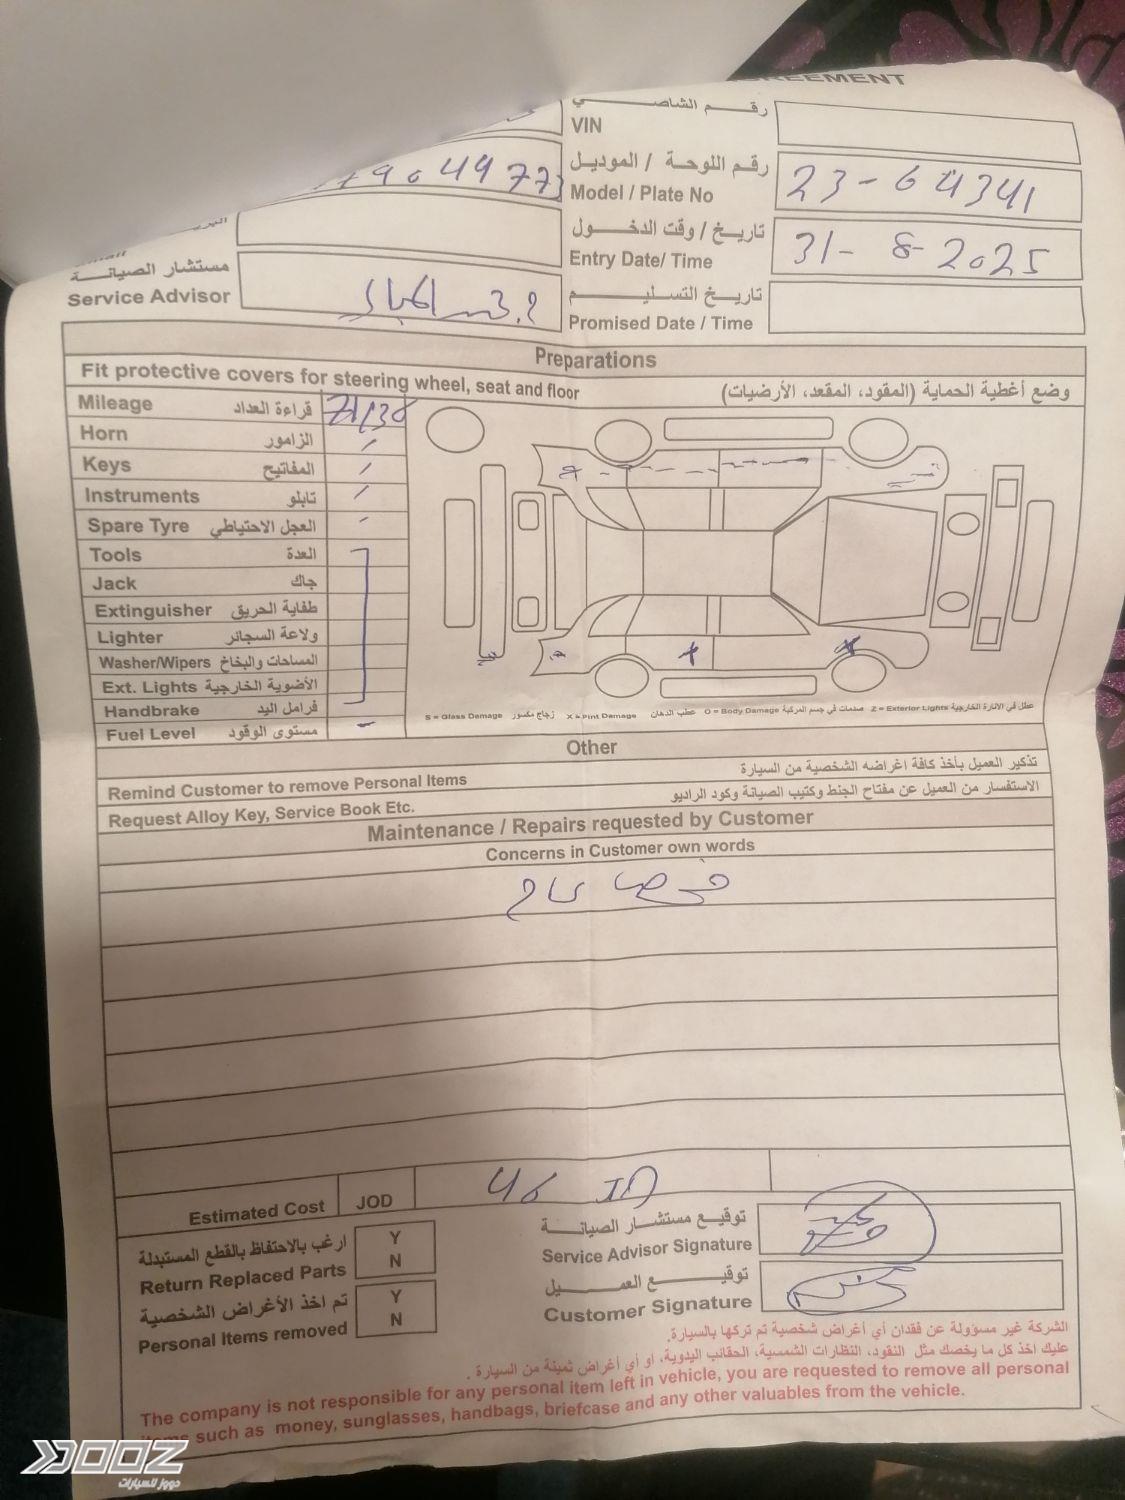 REEMENT
رقم الشاصي
VIN
904977
رقم اللوحة / الموديل
Model / Plate No
23-64341
تاريخ / وقت الدخول
Entry Date/ Time
31-8-2025
مستشار الصيانة
Service Advisor
تاريخ التسليم
Promised Date / Time
Preparations
Fit protective covers for steering wheel, seat and floor
وضع أغطية الحماية (المقود، المقعد، الأرضيات)
Mileage قراءة العداد
Horn الزامور
Keys المفاتيح
Instruments تابلو
Spare Tyre العجل الاحتياطي
Tools العدة
Jack جاك
Extinguisher طفاية الحريق
Lighter ولاعة السجائر
Washer/Wipers المساحات والبخاخ
Ext. Lights الأضوية الخارجية
Handbrake فرامل اليد
Fuel Level مستوى الوقود
S = Glass Damage زجاج مكسور X = Pint Damage عطب الدهان O = Body Damage صدمات في جسم المركبة Z = Exterior Lights عطل في الانارة الخارجية
Other
Remind Customer to remove Personal Items
تذكير العميل بأخذ كافة اغراضه الشخصية من السيارة
Request Alloy Key, Service Book Etc.
الاستفسار من العميل عن مفتاح الجنط وكتيب الصيانة وكود الراديو
Maintenance / Repairs requested by Customer
Concerns in Customer own words
Estimated Cost JOD 46 JD
ارغب بالاحتفاظ بالقطع المستبدلة
Return Replaced Parts
Y
N
توقيع مستشار الصيانة
Service Advisor Signature
تم اخذ الأغراض الشخصية
Personal Items removed
Y
N
توقيع العميل
Customer Signature
الشركة غير مسؤولة عن فقدان أي أغراض شخصية تم تركها بالسيارة.
عليك اخذ كل ما يخصك مثل النقود، النظارات الشمسية، الحقائب اليدوية، او أي أغراض ثمينة من السيارة.
The company is not responsible for any personal item left in vehicle, you are requested to remove all personal
items such as money, sunglasses, handbags, briefcase and any other valuables from the vehicle.
DOOZ
دووز للسيارات